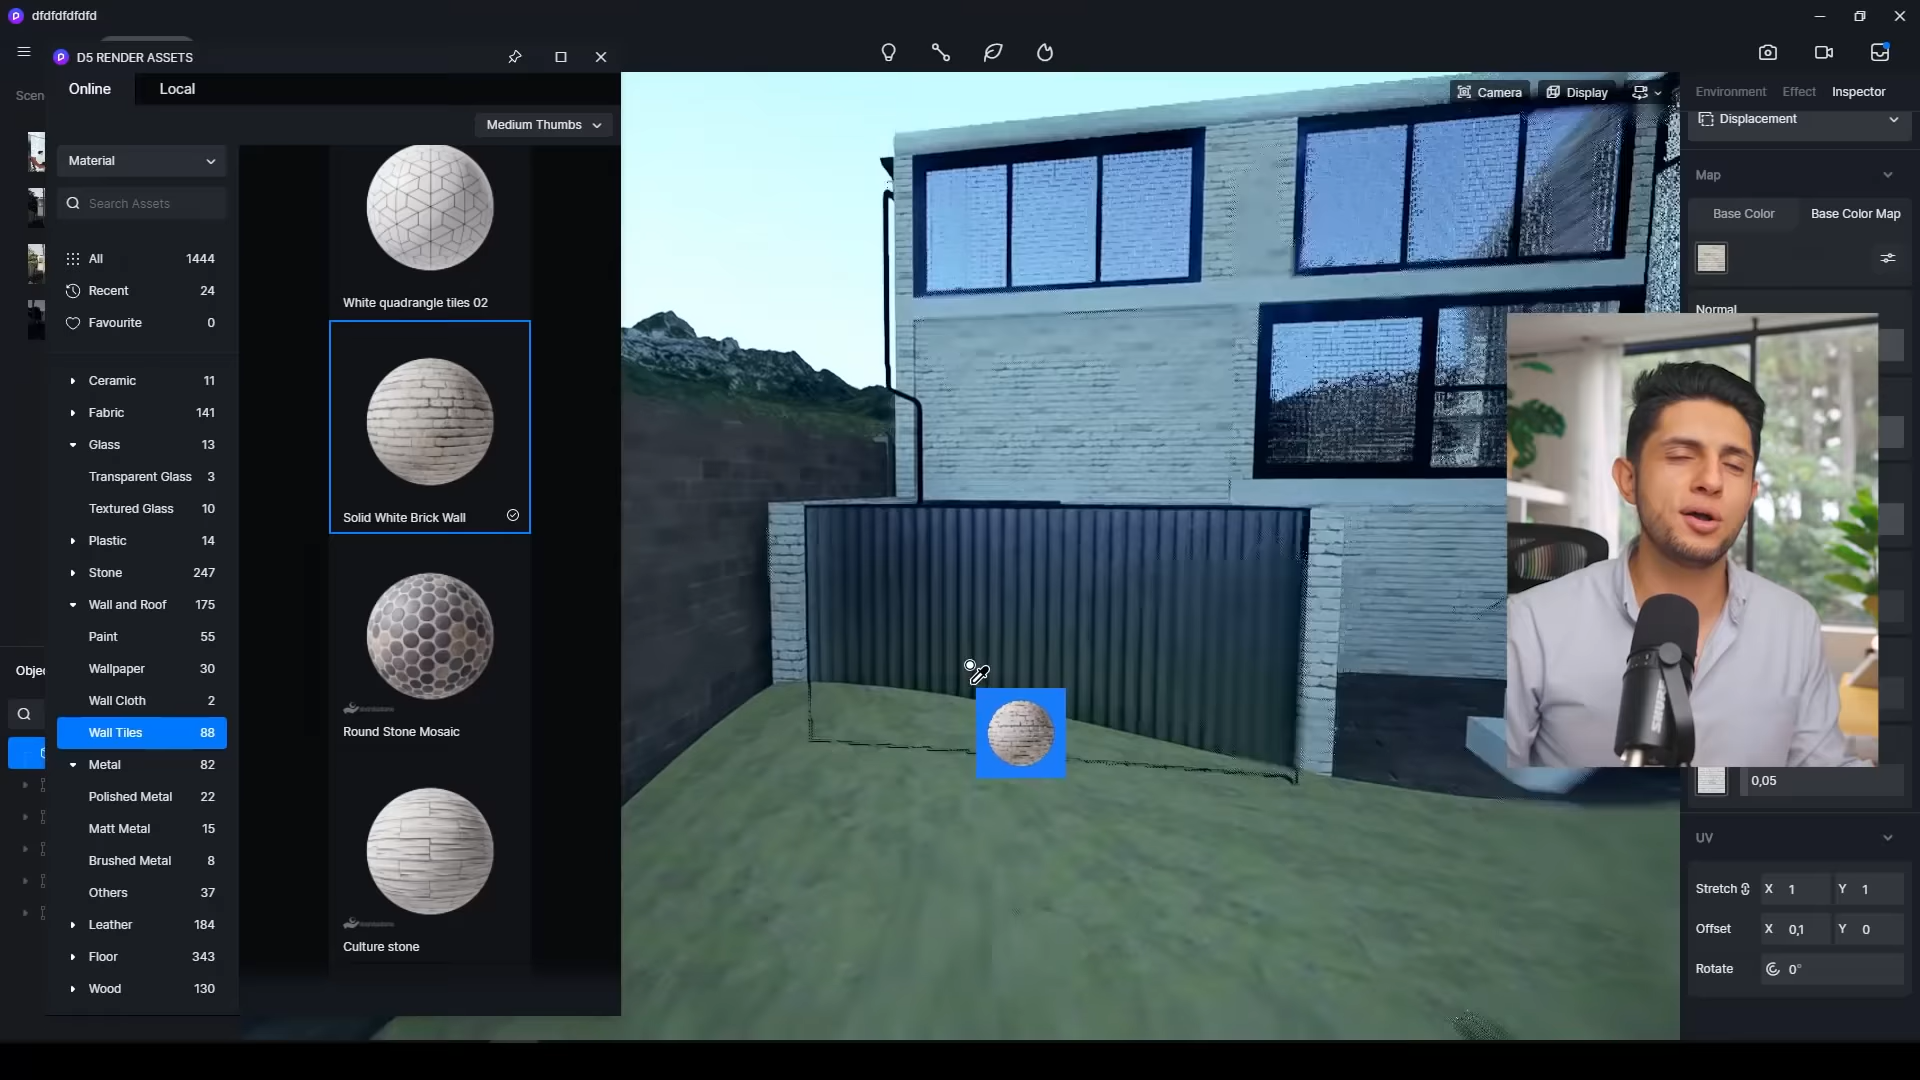 dfdfdfdfdfd
D5 RENDER ASSETS
Online
Local
Medium Thumbs
Material
Search Assets
All 1444
Recent 24
Favourite 0
Ceramic 11
Fabric 141
Glass 13
Transparent Glass 3
Textured Glass 10
Plastic 14
Stone 247
Wall and Roof 175
Paint 55
Wallpaper 30
Wall Cloth 2
Wall Tiles 88
Metal 82
Polished Metal 22
Matt Metal 15
Brushed Metal 8
Others 37
Leather 184
Floor 343
Wood 130
White quadrangle tiles 02
Solid White Brick Wall
Round Stone Mosaic
Culture stone
Scen
Objec
Camera
Display
Environment
Effect
Inspector
Displacement
Map
Base Color
Base Color Map
Normal
SHURE
0,05
UV
Stretch X 1 Y 1
Offset X 0,1 Y 0
Rotate 0°